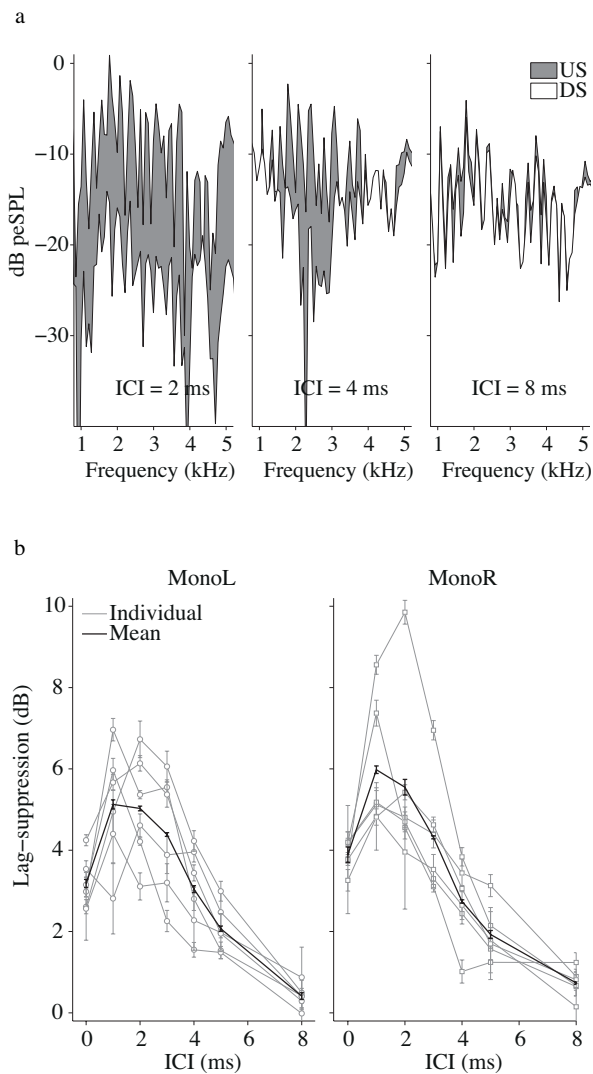 a
0
US
DS
−10
−20
−30
dB peSPL
ICI = 2 ms
ICI = 4 ms
ICI = 8 ms
1 2 3 4 5
1 2 3 4 5
1 2 3 4 5
Frequency (kHz)
Frequency (kHz)
Frequency (kHz)
b
MonoL
MonoR
10
8
6
4
2
0
Individual
Mean
Lag−suppression (dB)
0 2 4 6 8
0 2 4 6 8
ICI (ms)
ICI (ms)